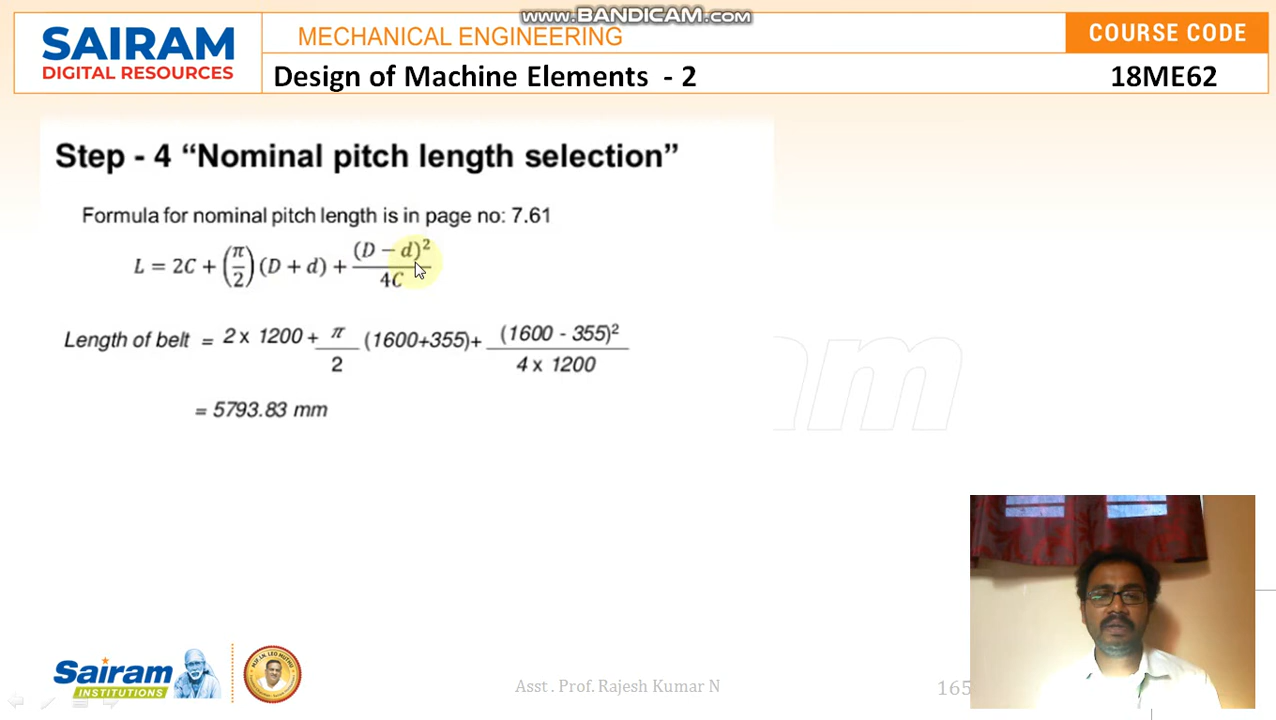 www.BANDICAM.com
SAIRAM
DIGITAL RESOURCES
MECHANICAL ENGINEERING
COURSE CODE
Design of Machine Elements - 2
18ME62
Step - 4 “Nominal pitch length selection”
Formula for nominal pitch length is in page no: 7.61
L = 2C + (π/2) (D + d) + (D − d)²/4C
Length of belt = 2 x 1200 + π/2 (1600+355)+ (1600 - 355)²/4 x 1200
= 5793.83 mm
am
Sairam
INSTITUTIONS
Asst . Prof. Rajesh Kumar N
165